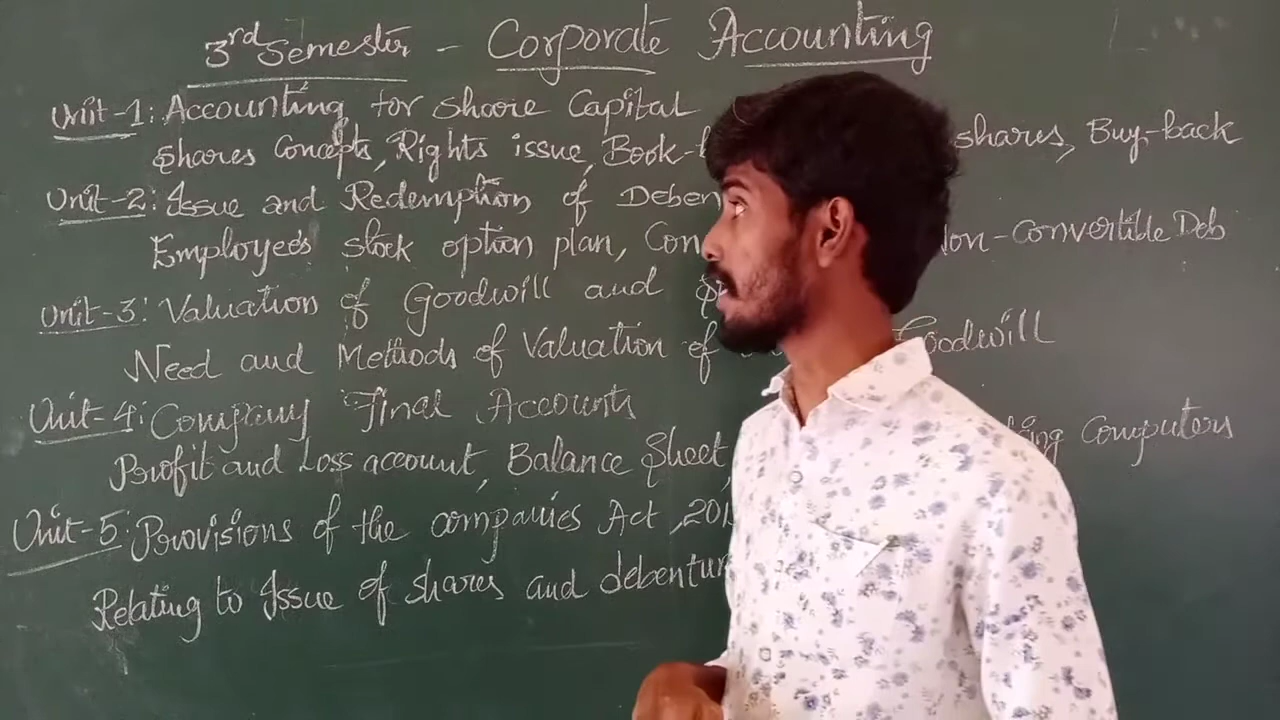 3rd Semester - Corporate Accounting
Unit-1: Accounting for share Capital
Shares Concepts, Rights issue, Book-b shares, Buy-back
Unit-2: Issue and Redemption of Deben
Employee's stock option plan, Con Non-Convertible Deb
Unit-3: Valuation of Goodwill and
Need and Methods of Valuation of Goodwill
Unit-4: Company Final Accounts
Profit and Loss account, Balance Sheet, ing Computers
Unit-5: Provisions of the companies Act, 201
Relating to Issue of shares and debentur